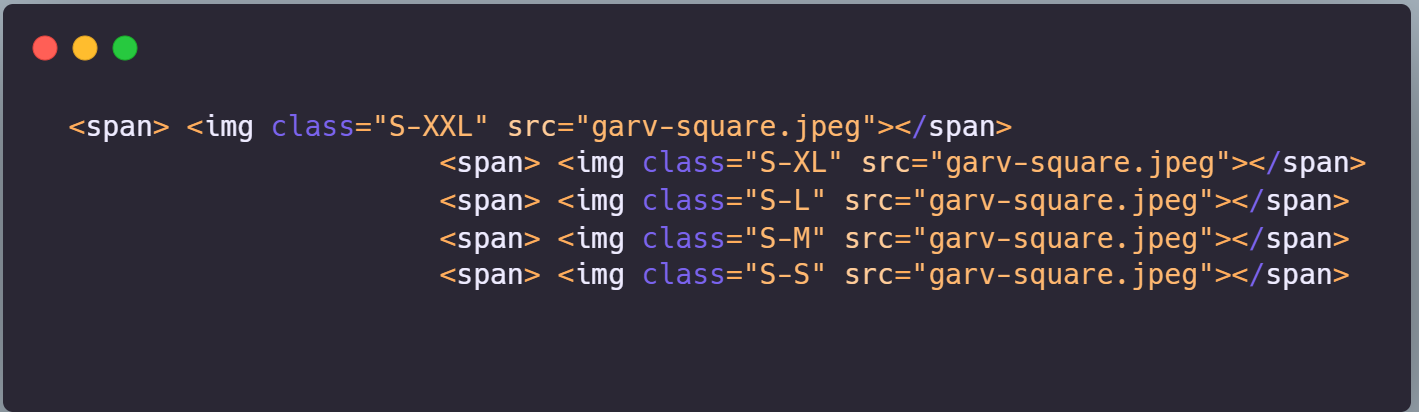 <span> <img class="S-XXL" src="garv-square.jpeg"></span>
<span> <img class="S-XL" src="garv-square.jpeg"></span>
<span> <img class="S-L" src="garv-square.jpeg"></span>
<span> <img class="S-M" src="garv-square.jpeg"></span>
<span> <img class="S-S" src="garv-square.jpeg"></span>